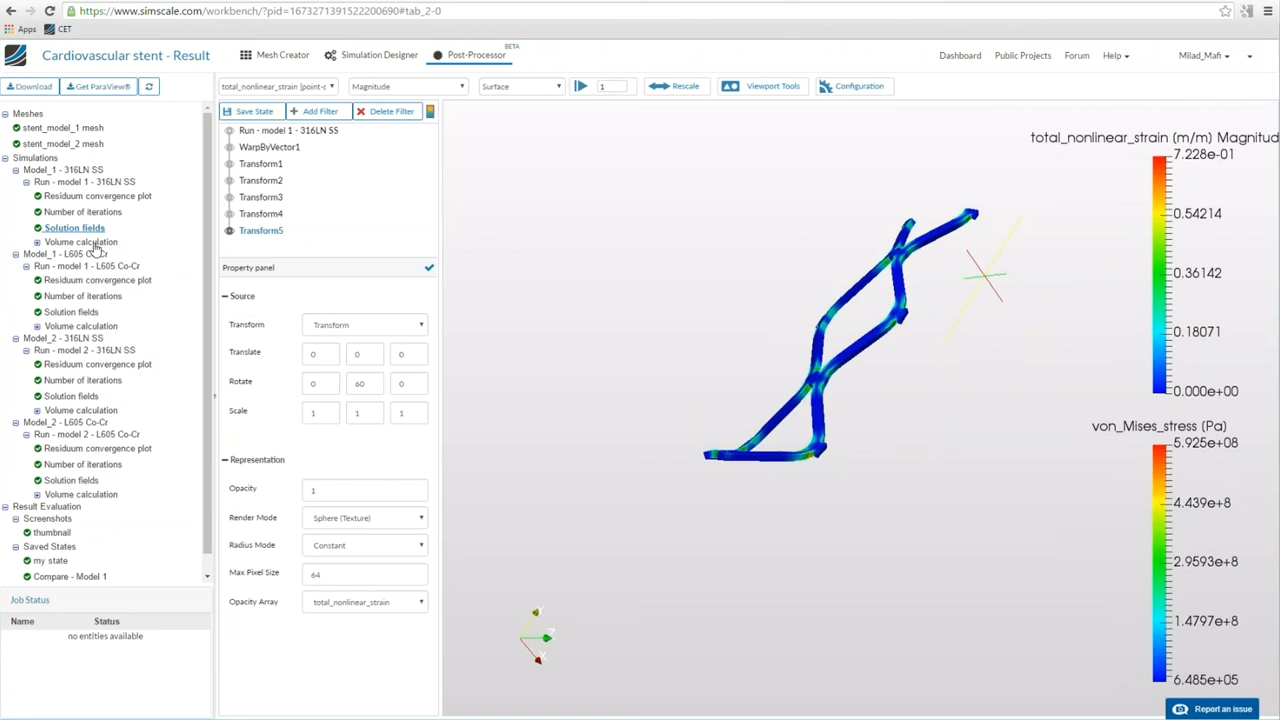 https://www.simscale.com/workbench/?pid=1673271391522200690#tab_2-0
Apps
CET
Cardiovascular stent - Result
Mesh Creator
Simulation Designer
Post-Processor
BETA
Dashboard
Public Projects
Forum
Help
Milad_Mafi
Download
Get ParaView®
total_nonlinear_strain (point-c
Magnitude
Surface
1
Rescale
Viewport Tools
Configuration
Save State
Add Filter
Delete Filter
Meshes
stent_model_1 mesh
stent_model_2 mesh
Simulations
Model_1 - 316LN SS
Run - model 1 - 316LN SS
Residuum convergence plot
Number of iterations
Solution fields
Volume calculation
Model_1 - L605 Co-Cr
Run - model 1 - L605 Co-Cr
Residuum convergence plot
Number of iterations
Solution fields
Volume calculation
Model_2 - 316LN SS
Run - model 2 - 316LN SS
Residuum convergence plot
Number of iterations
Solution fields
Volume calculation
Model_2 - L605 Co-Cr
Run - model 2 - L605 Co-Cr
Residuum convergence plot
Number of iterations
Solution fields
Volume calculation
Result Evaluation
Screenshots
thumbnail
Saved States
my state
Compare - Model 1
Job Status
Name Status
no entities available
Run - model 1 - 316LN SS
WarpByVector1
Transform1
Transform2
Transform3
Transform4
Transform5
Property panel
Source
Transform Transform
Translate 0 0 0
Rotate 0 60 0
Scale 1 1 1
Representation
Opacity 1
Render Mode Sphere (Texture)
Radius Mode Constant
Max Pixel Size 64
Opacity Array total_nonlinear_strain
total_nonlinear_strain (m/m) Magnitud
7.228e-01
0.54214
0.36142
0.18071
0.000e+00
von_Mises_stress (Pa)
5.925e+08
4.439e+8
2.9593e+8
1.4797e+8
6.485e+05
Report an issue